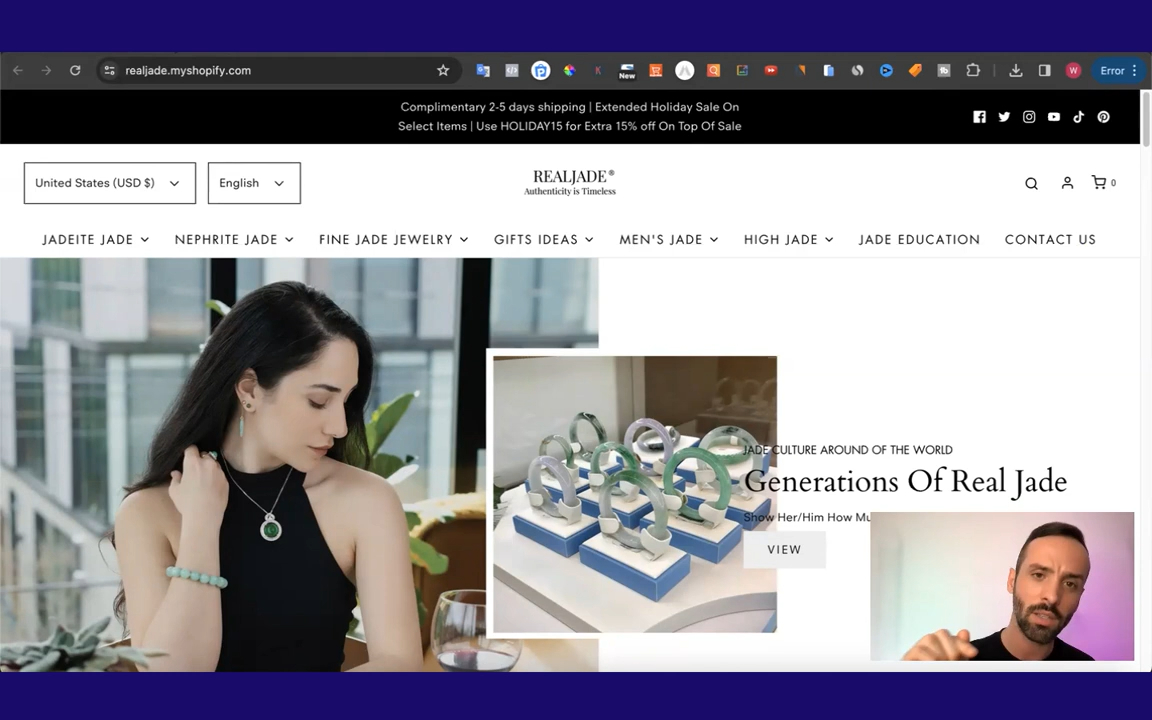 realjade.myshopify.com
New
W
Error
Complimentary 2-5 days shipping | Extended Holiday Sale On
Select Items | Use HOLIDAY15 for Extra 15% off On Top Of Sale
United States (USD $)
English
REALJADE®
Authenticity is Timeless
0
JADEITE JADE
NEPHRITE JADE
FINE JADE JEWELRY
GIFTS IDEAS
MEN'S JADE
HIGH JADE
JADE EDUCATION
CONTACT US
JADE CULTURE AROUND OF THE WORLD
Generations Of Real Jade
Show Her/Him How
VIEW